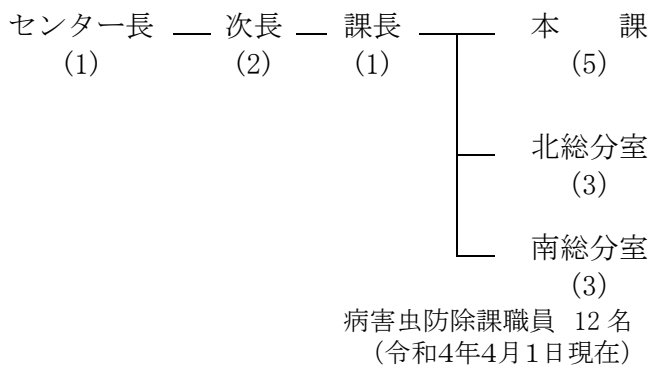 センター長 次長 課長 本　課
(1) (2) (1) (5)
北総分室
(3)
南総分室
(3)
病害虫防除課職員 12名
（令和4年4月1日現在）